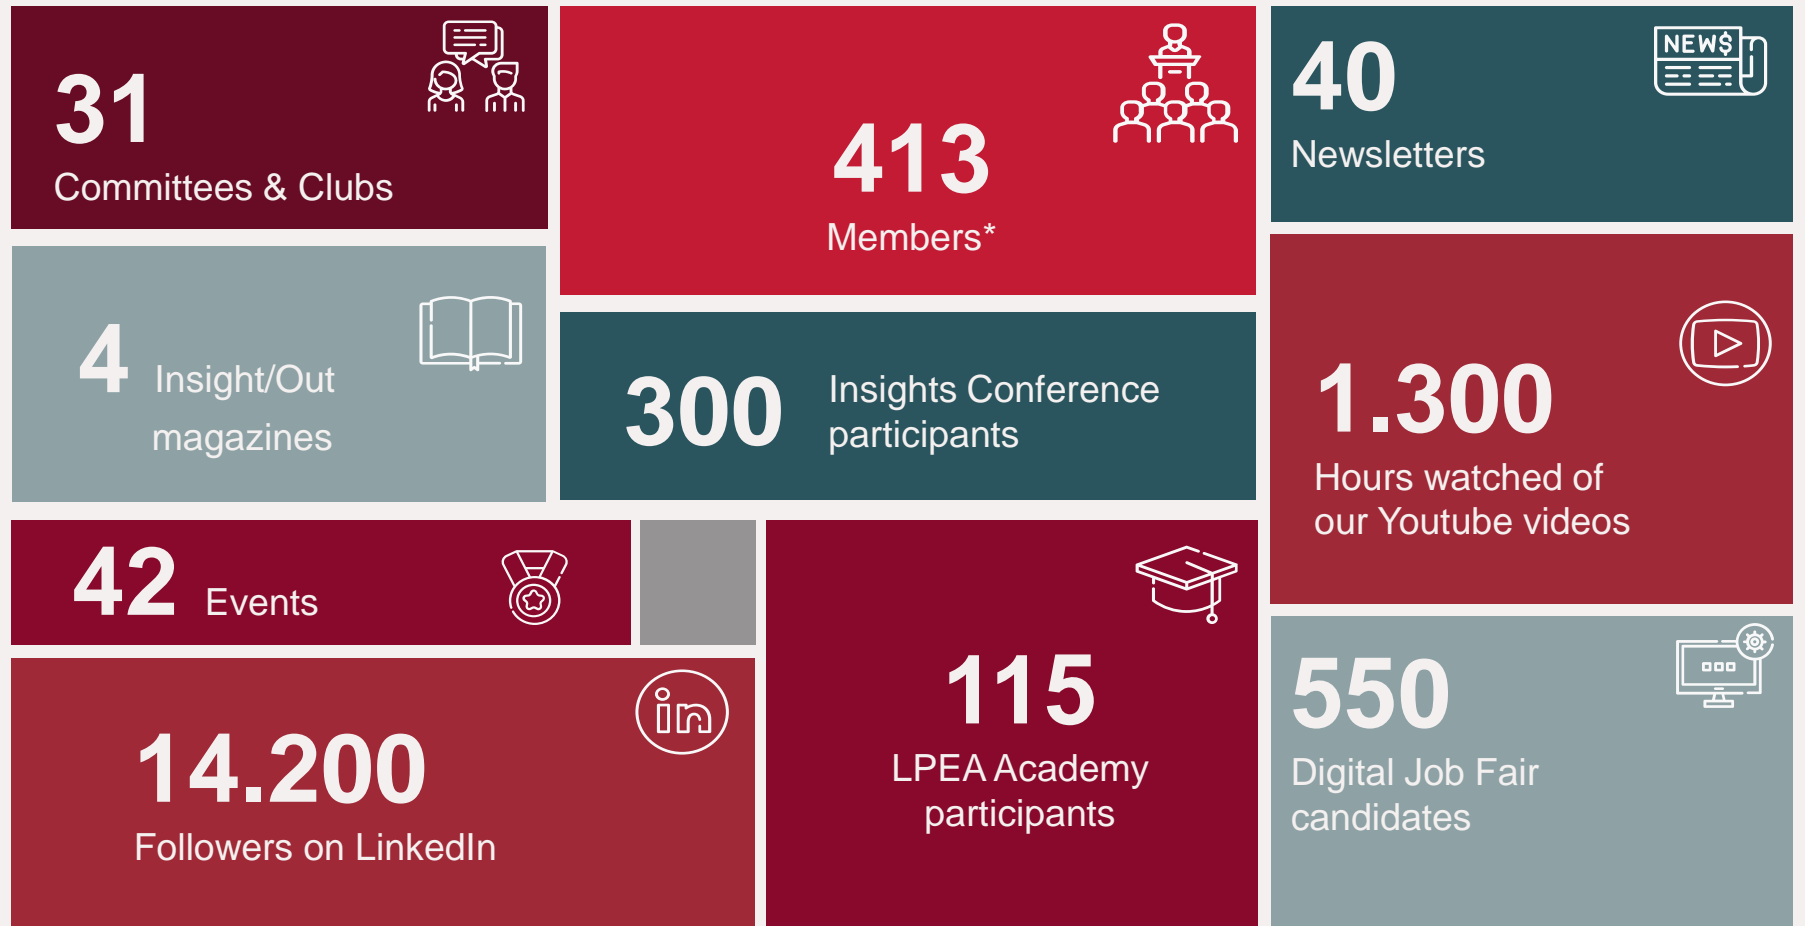 31
Committees & Clubs
413
Members*
40
Newsletters
NEW$
4 Insight/Out
magazines
300
Insights Conference
participants
1.300
Hours watched of
our Youtube videos
42 Events
14.200
Followers on LinkedIn
in
115
LPEA Academy
participants
550
Digital Job Fair
candidates